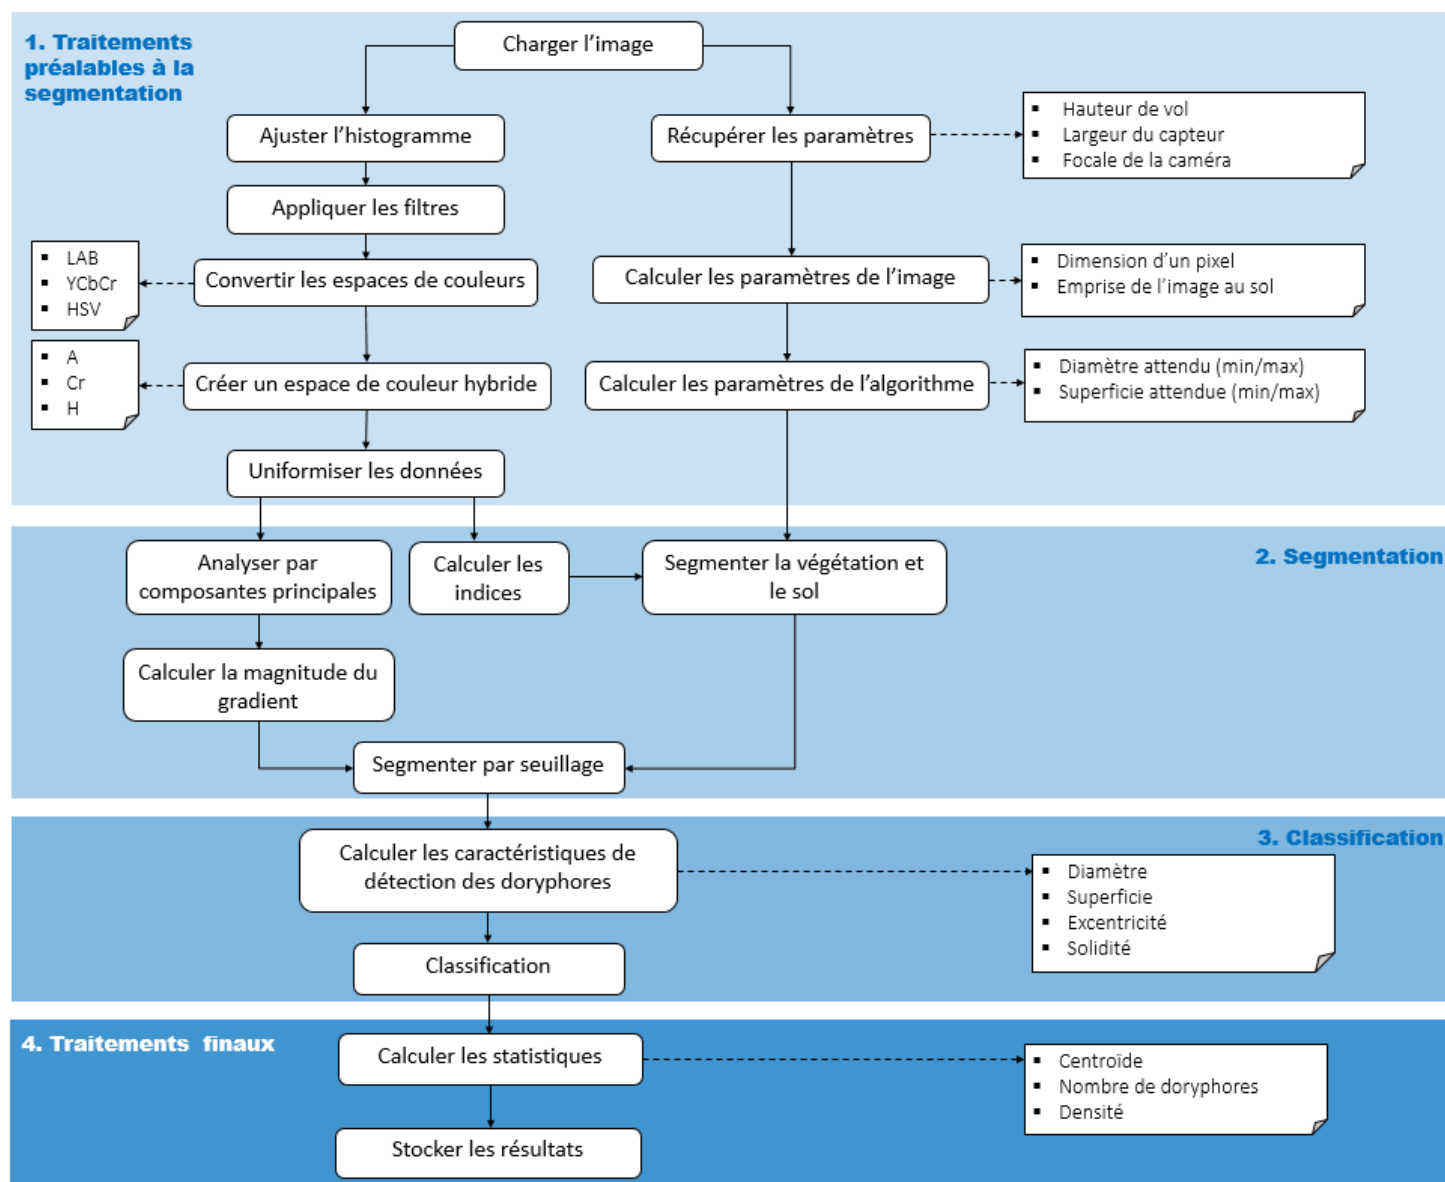 1. Traitements
préalables à la
segmentation
Charger l’image
Ajuster l’histogramme
Récupérer les paramètres
▪ Hauteur de vol
▪ Largeur du capteur
▪ Focale de la caméra
Appliquer les filtres
▪ LAB
▪ YCbCr
▪ HSV
Convertir les espaces de couleurs
Calculer les paramètres de l’image
▪ Dimension d’un pixel
▪ Emprise de l’image au sol
▪ A
▪ Cr
▪ H
Créer un espace de couleur hybride
Calculer les paramètres de l’algorithme
▪ Diamètre attendu (min/max)
▪ Superficie attendue (min/max)
Uniformiser les données
2. Segmentation
Analyser par
composantes principales
Calculer les
indices
Segmenter la végétation et
le sol
Calculer la magnitude du
gradient
Segmenter par seuillage
3. Classification
Calculer les caractéristiques de
détection des doryphores
▪ Diamètre
▪ Superficie
▪ Excentricité
▪ Solidité
Classification
4. Traitements finaux
Calculer les statistiques
▪ Centroïde
▪ Nombre de doryphores
▪ Densité
Stocker les résultats